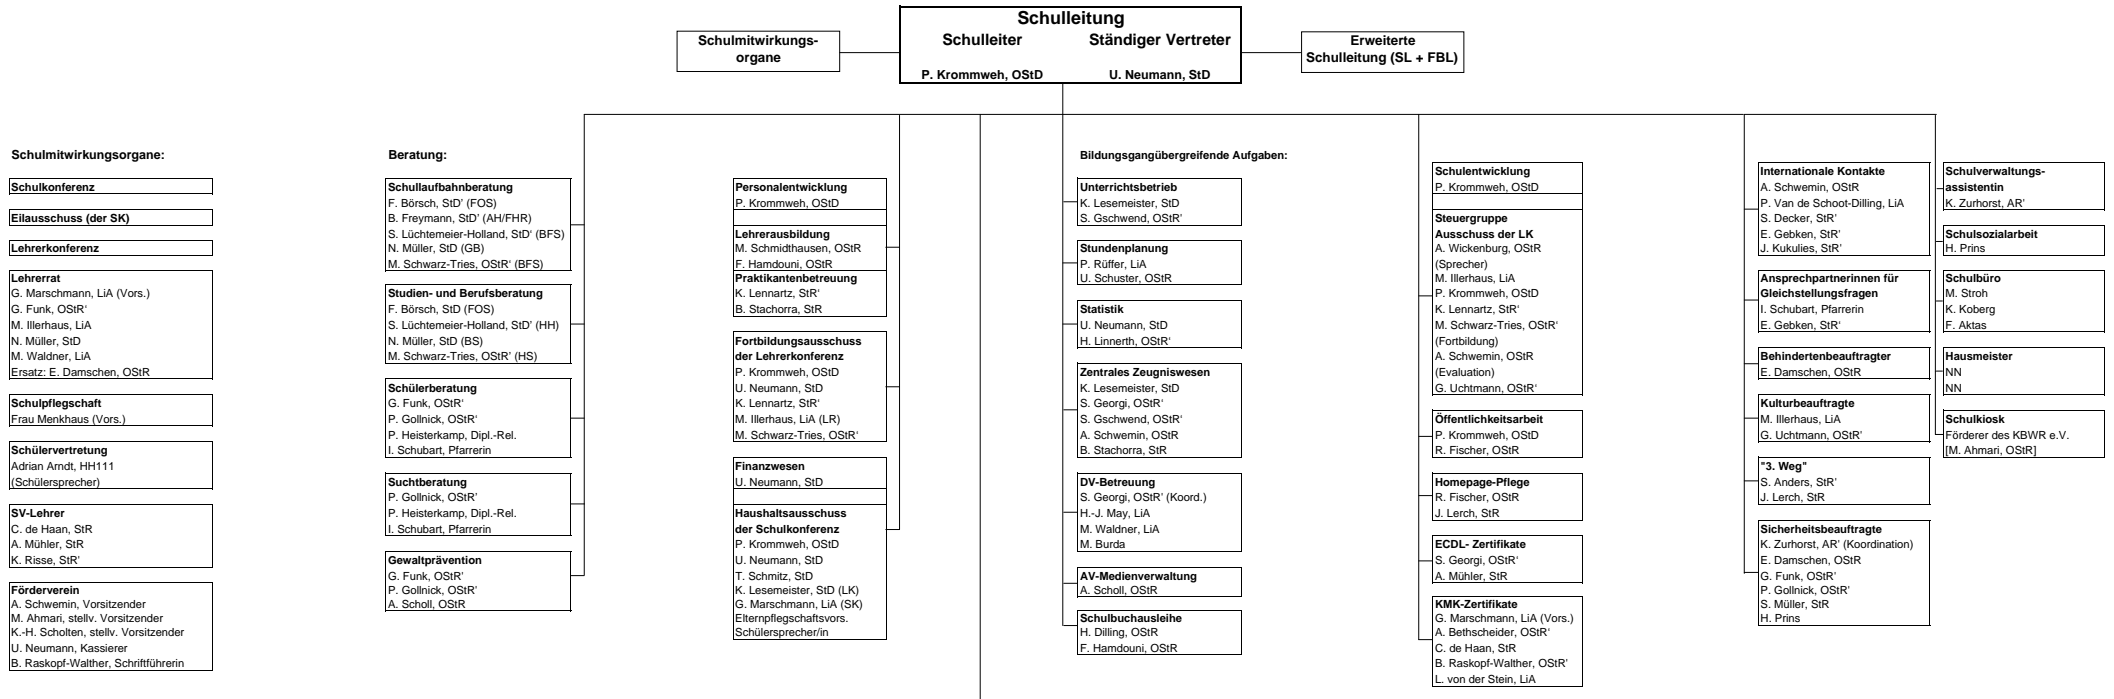 Schulleitung
Schulleiter
Ständiger Vertreter
P. Krommweh, OStD
U. Neumann, StD
Schulmitwirkungs-
organe
Erweiterte
Schulleitung (SL + FBL)
Schulmitwirkungsorgane:
Schulkonferenz
Eilausschuss (der SK)
Lehrerkonferenz
Lehrerrat
G. Marschmann, LiA (Vors.)
G. Funk, OStR‘
M. Illerhaus, LiA
N. Müller, StD
M. Waldner, LiA
Ersatz: E. Damschen, OStR
Schulpflegschaft
Frau Menkhaus (Vors.)
Schülervertretung
Adrian Arndt, HH111
(Schülersprecher)
SV-Lehrer
C. de Haan, StR
A. Mühler, StR
K. Risse, StR'
Förderverein
A. Schwemin, Vorsitzender
M. Ahmari, stellv. Vorsitzender
K.-H. Scholten, stellv. Vorsitzender
U. Neumann, Kassierer
B. Raskopf-Walther, Schriftführerin
Beratung:
Schullaufbahnberatung
F. Börsch, StD' (FOS)
B. Freymann, StD' (AH/FHR)
S. Lüchtemeier-Holland, StD‘ (BFS)
N. Müller, StD (GB)
M. Schwarz-Tries, OStR‘ (BFS)
Studien- und Berufsberatung
F. Börsch, StD (FOS)
S. Lüchtemeier-Holland, StD’ (HH)
N. Müller, StD (BS)
M. Schwarz-Tries, OStR’ (HS)
Schülerberatung
G. Funk, OStR‘
P. Gollnick, OStR‘
P. Heisterkamp, Dipl.-Rel.
I. Schubart, Pfarrerin
Suchtberatung
P. Gollnick, OStR’
P. Heisterkamp, Dipl.-Rel.
I. Schubart, Pfarrerin
Gewaltprävention
G. Funk, OStR‘
P. Gollnick, OStR’
A. Scholl, OStR
Personalentwicklung
P. Krommweh, OStD
Lehrerausbildung
M. Schmidthausen, OStR
F. Hamdouni, OStR
Praktikantenbetreuung
K. Lennartz, StR‘
B. Stachorra, StR
Fortbildungsausschuss
der Lehrerkonferenz
P. Krommweh, OStD
U. Neumann, StD
K. Lennartz, StR‘
M. Illerhaus, LiA (LR)
M. Schwarz-Tries, OStR‘
Finanzwesen
U. Neumann, StD
Haushaltsausschuss
der Schulkonferenz
P. Krommweh, OStD
U. Neumann, StD
T. Schmitz, StD
K. Lesemeister, StD (LK)
G. Marschmann, LiA (SK)
Elternpflegschaftsvors.
Schülersprecher/in
Bildungsgangübergreifende Aufgaben:
Unterrichtsbetrieb
K. Lesemeister, StD
S. Gschwend, OStR‘
Stundenplanung
P. Rüffer, LiA
U. Schuster, OStR
Statistik
U. Neumann, StD
H. Linnerth, OStR‘
Zentrales Zeugniswesen
K. Lesemeister, StD
S. Georgi, OStR‘
S. Gschwend, OStR‘
A. Schwemin, OStR
B. Stachorra, StR
DV-Betreuung
S. Georgi, OStR’ (Koord.)
H.-J. May, LiA
M. Waldner, LiA
M. Burda
AV-Medienverwaltung
A. Scholl, OStR
Schulbuchausleihe
H. Dilling, OStR
F. Hamdouni, OStR
Schulentwicklung
P. Krommweh, OStD
Steuergruppe
Ausschuss der LK
A. Wickenburg, OStR
(Sprecher)
M. Illerhaus, LiA
P. Krommweh, OStD
K. Lennartz, StR‘
M. Schwarz-Tries, OStR‘
(Fortbildung)
A. Schwemin, OStR
(Evaluation)
G. Uchtmann, OStR‘
Öffentlichkeitsarbeit
P. Krommweh, OStD
R. Fischer, OStR
Homepage-Pflege
R. Fischer, OStR
J. Lerch, StR
ECDL- Zertifikate
S. Georgi, OStR‘
A. Mühler, StR
KMK-Zertifikate
G. Marschmann, LiA (Vors.)
A. Bethscheider, OStR‘
C. de Haan, StR
B. Raskopf-Walther, OStR‘
L. von der Stein, LiA
Internationale Kontakte
A. Schwemin, OStR
P. Van de Schoot-Dilling, LiA
S. Decker, StR‘
E. Gebken, StR‘
J. Kukulies, StR‘
Ansprechpartnerinnen für
Gleichstellungsfragen
I. Schubart, Pfarrerin
E. Gebken, StR‘
Behindertenbeauftragter
E. Damschen, OStR
Kulturbeauftragte
M. Illerhaus, LiA
G. Uchtmann, OStR’
"3. Weg"
S. Anders, StR’
J. Lerch, StR
Sicherheitsbeauftragte
K. Zurhorst, AR’ (Koordination)
E. Damschen, OStR
G. Funk, OStR’
P. Gollnick, OStR’
S. Müller, StR
H. Prins
Schulverwaltungs-
assistentin
K. Zurhorst, AR’
Schulsozialarbeit
H. Prins
Schulbüro
M. Stroh
K. Koberg
F. Aktas
Hausmeister
NN
NN
Schulkiosk
Förderer des KBWR e.V.
[M. Ahmari, OStR]